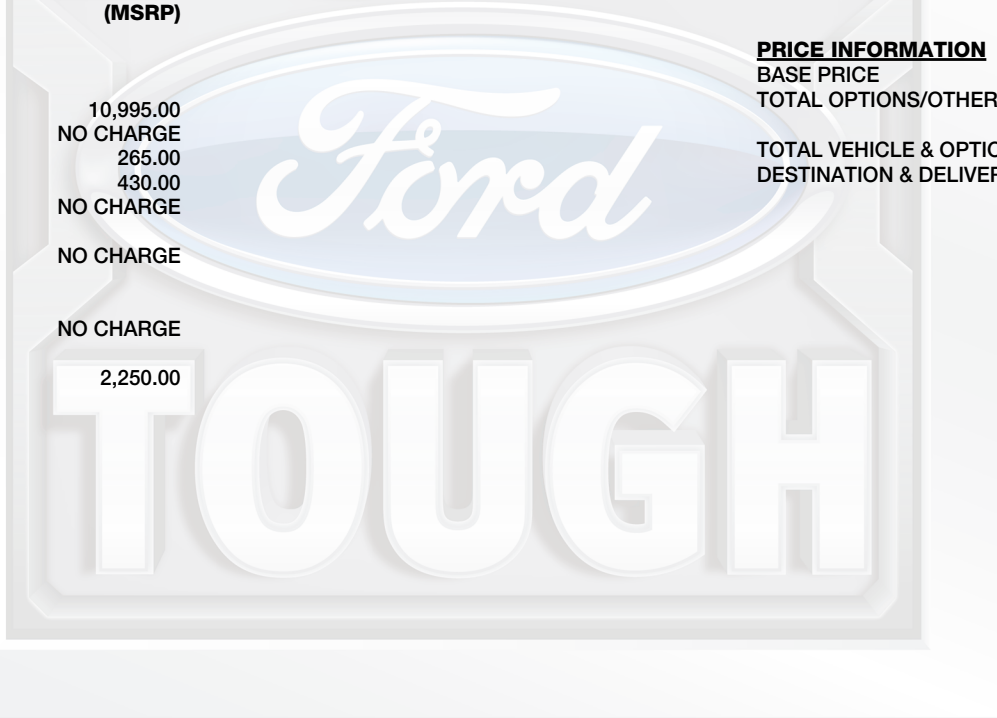 (MSRP)
10,995.00
NO CHARGE
265.00
430.00
NO CHARGE
NO CHARGE
NO CHARGE
2,250.00
PRICE INFORMATION
BASE PRICE
TOTAL OPTIONS/OTHER
TOTAL VEHICLE & OPTIO
DESTINATION & DELIVER
Ford
TOUGH